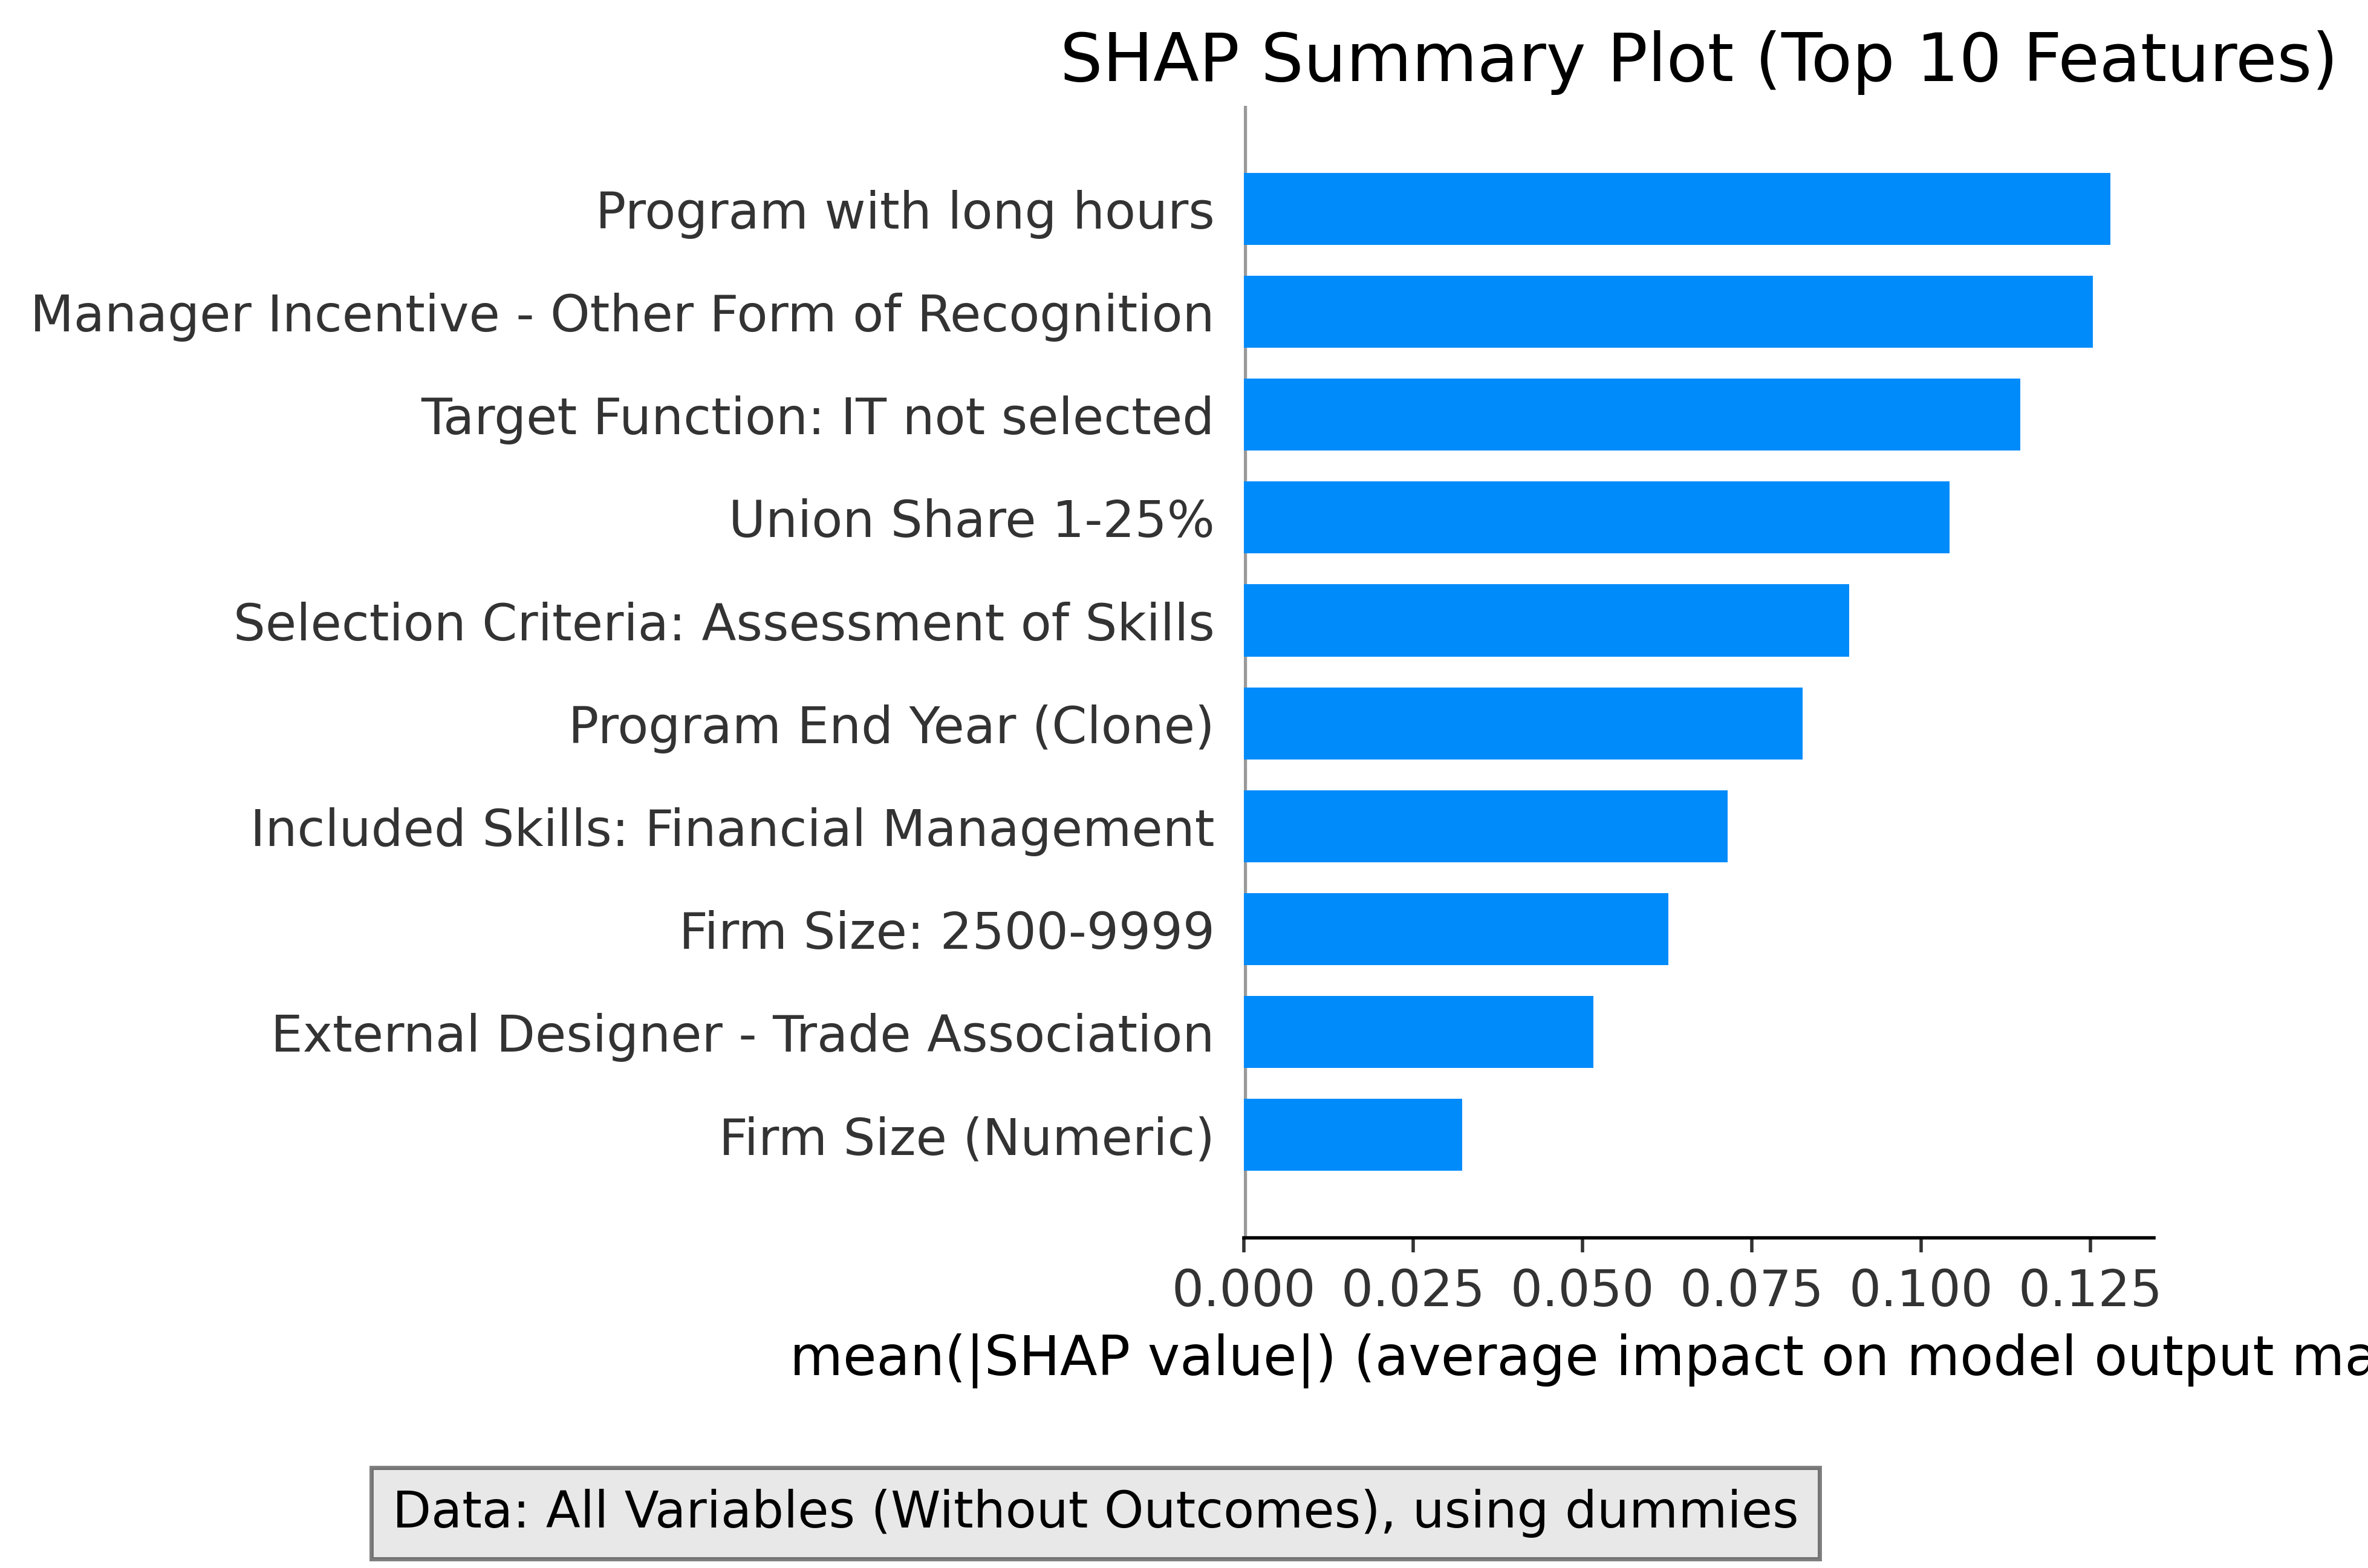 SHAP Summary Plot (Top 10 Features)
Program with long hours
Manager Incentive - Other Form of Recognition
Target Function: IT not selected
Union Share 1-25%
Selection Criteria: Assessment of Skills
Program End Year (Clone)
Included Skills: Financial Management
Firm Size: 2500-9999
External Designer - Trade Association
Firm Size (Numeric)
0.000 0.025 0.050 0.075 0.100 0.125
mean(|SHAP value|) (average impact on model output ma
Data: All Variables (Without Outcomes), using dummies